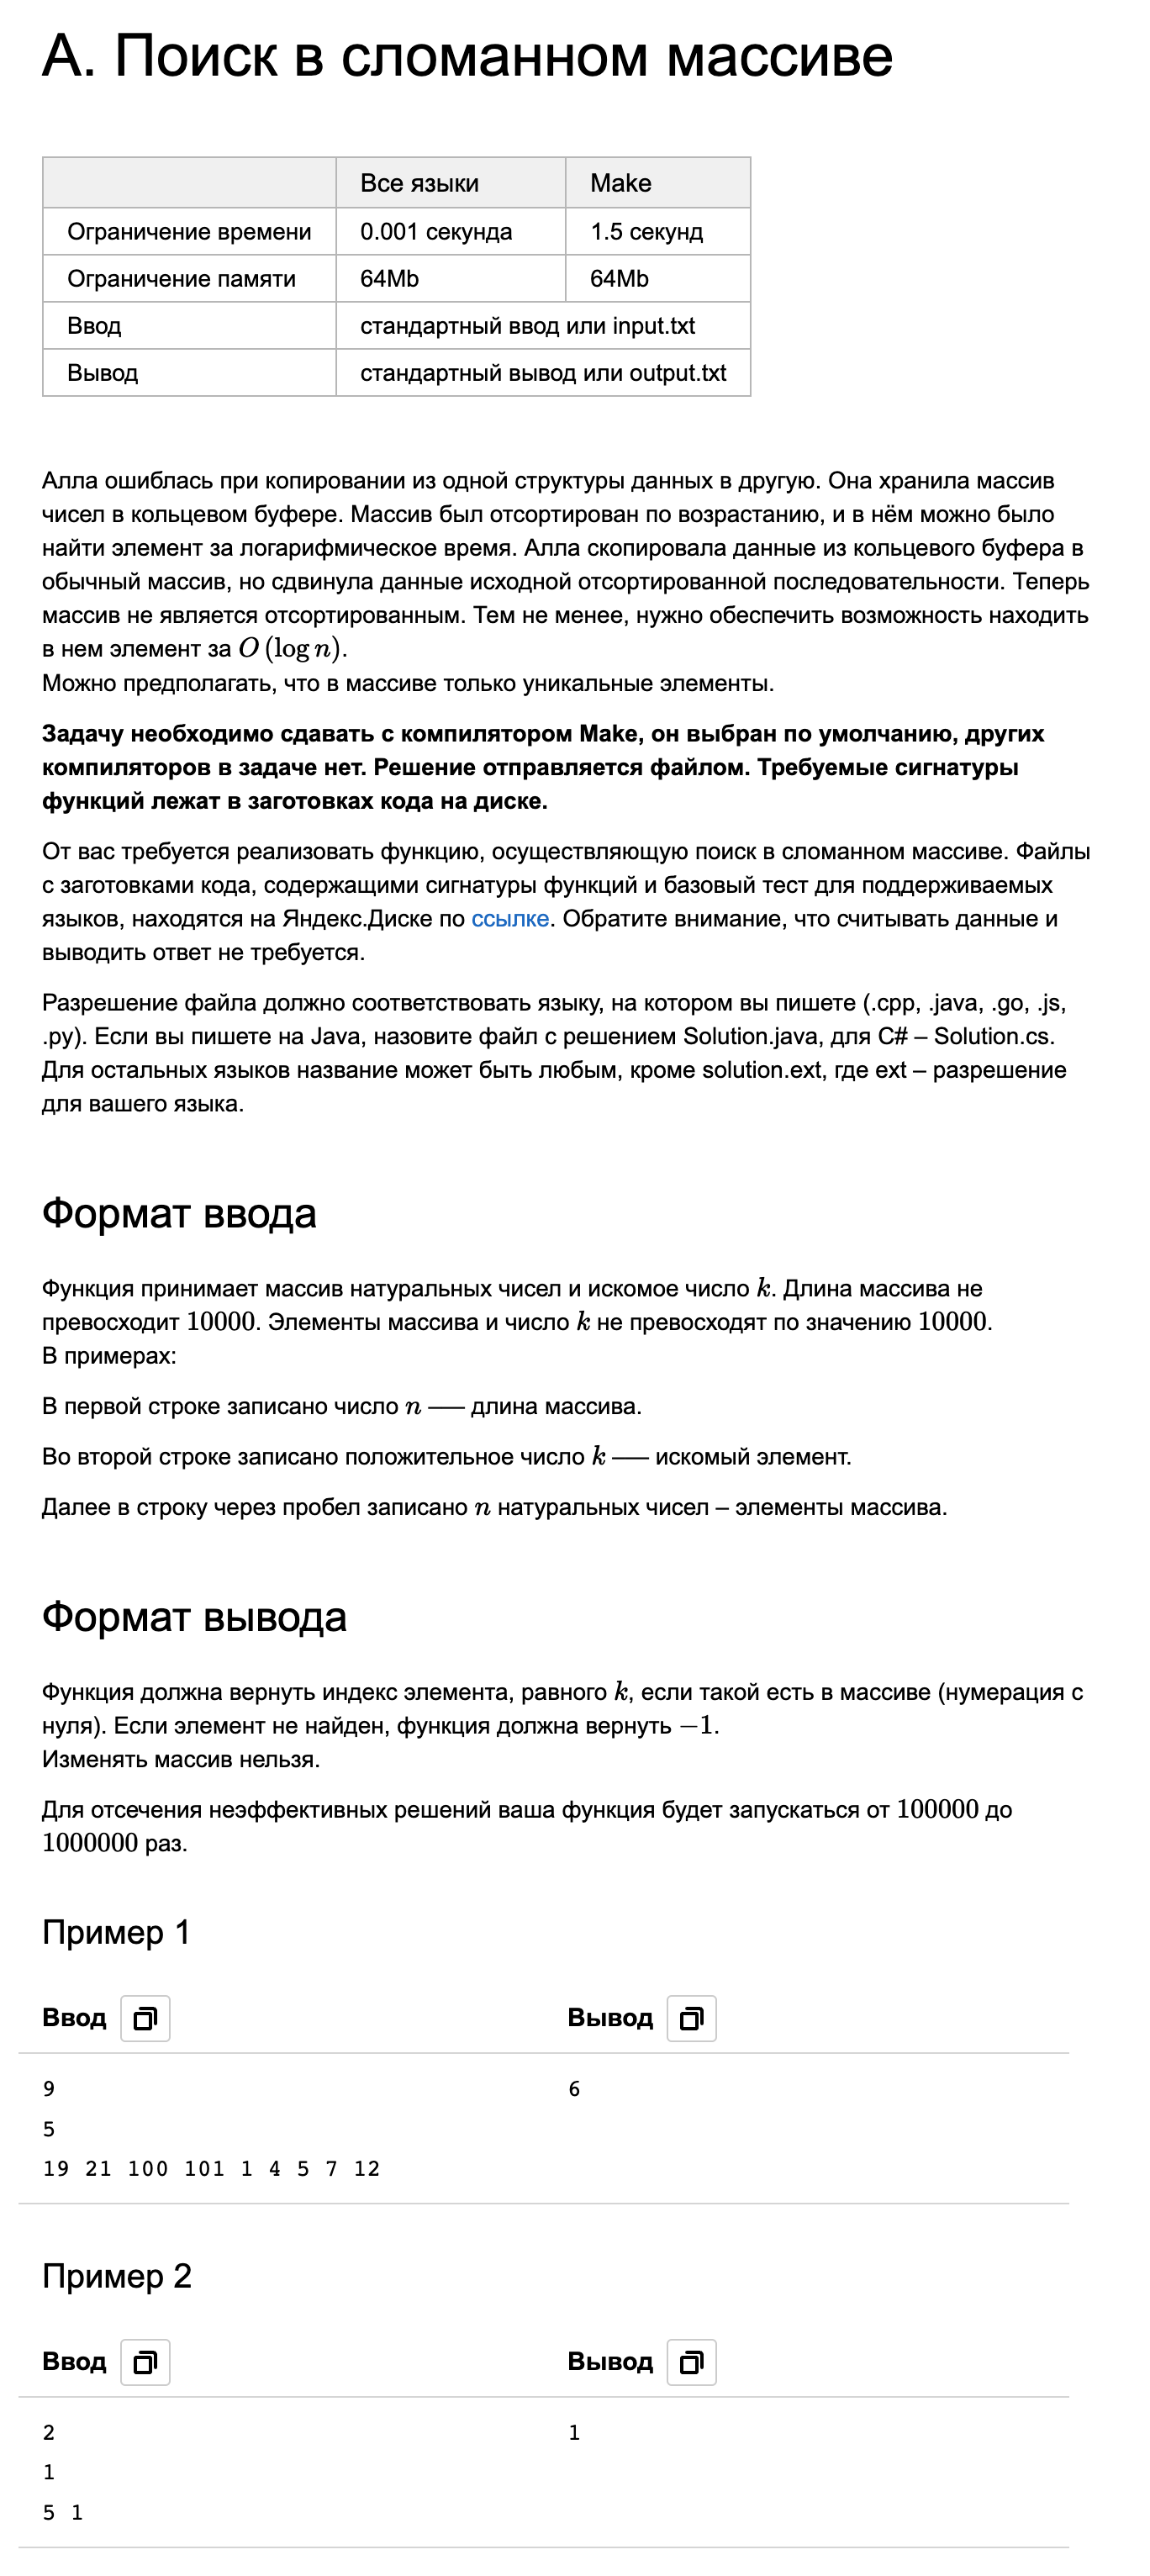 A. Поиск в сломанном массиве
Все языки Make
Ограничение времени 0.001 секунда 1.5 секунд
Ограничение памяти 64Mb 64Mb
Ввод стандартный ввод или input.txt
Вывод стандартный вывод или output.txt
Алла ошиблась при копировании из одной структуры данных в другую. Она хранила массив
чисел в кольцевом буфере. Массив был отсортирован по возрастанию, и в нём можно было
найти элемент за логарифмическое время. Алла скопировала данные из кольцевого буфера в
обычный массив, но сдвинула данные исходной отсортированной последовательности. Теперь
массив не является отсортированным. Тем не менее, нужно обеспечить возможность находить
в нем элемент за O (log n).
Можно предполагать, что в массиве только уникальные элементы.
Задачу необходимо сдавать с компилятором Make, он выбран по умолчанию, других
компиляторов в задаче нет. Решение отправляется файлом. Требуемые сигнатуры
функций лежат в заготовках кода на диске.
От вас требуется реализовать функцию, осуществляющую поиск в сломанном массиве. Файлы
с заготовками кода, содержащими сигнатуры функций и базовый тест для поддерживаемых
языков, находятся на Яндекс.Диске по ссылке. Обратите внимание, что считывать данные и
выводить ответ не требуется.
Разрешение файла должно соответствовать языку, на котором вы пишете (.cpp, .java, .go, .js,
.py). Если вы пишете на Java, назовите файл с решением Solution.java, для C# – Solution.cs.
Для остальных языков название может быть любым, кроме solution.ext, где ext – разрешение
для вашего языка.
Формат ввода
Функция принимает массив натуральных чисел и искомое число k. Длина массива не
превосходит 10000. Элементы массива и число k не превосходят по значению 10000.
В примерах:
В первой строке записано число n — длина массива.
Во второй строке записано положительное число k — искомый элемент.
Далее в строку через пробел записано n натуральных чисел – элементы массива.
Формат вывода
Функция должна вернуть индекс элемента, равного k, если такой есть в массиве (нумерация с
нуля). Если элемент не найден, функция должна вернуть −1.
Изменять массив нельзя.
Для отсечения неэффективных решений ваша функция будет запускаться от 100000 до
1000000 раз.
Пример 1
Ввод Вывод
9 6
5
19 21 100 101 1 4 5 7 12
Пример 2
Ввод Вывод
2 1
1
5 1